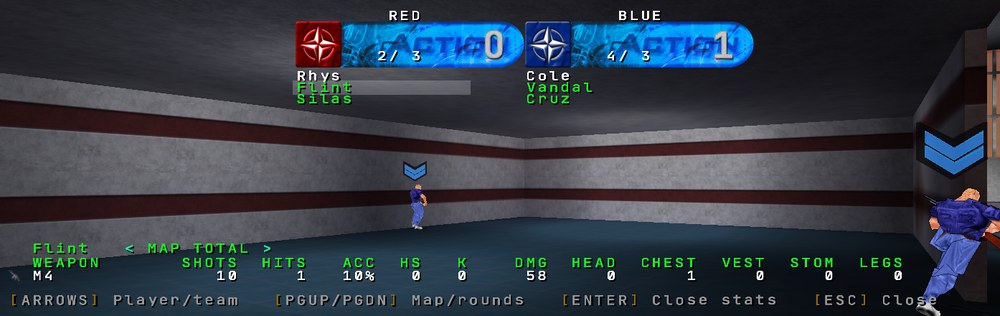 RED BLUE
ACTION 2/ 3 0 ACTION 4/ 3 1
Rhys Cole
Flint Vandal
Silas Cruz
Flint < MAP TOTAL >
WEAPON SHOTS HITS ACC HS K DMG HEAD CHEST VEST STOM LEGS
M4 10 1 10% 0 0 58 0 1 0 0 0
[ARROWS] Player/team [PGUP/PGDN] Map/rounds [ENTER] Close stats [ESC] Close